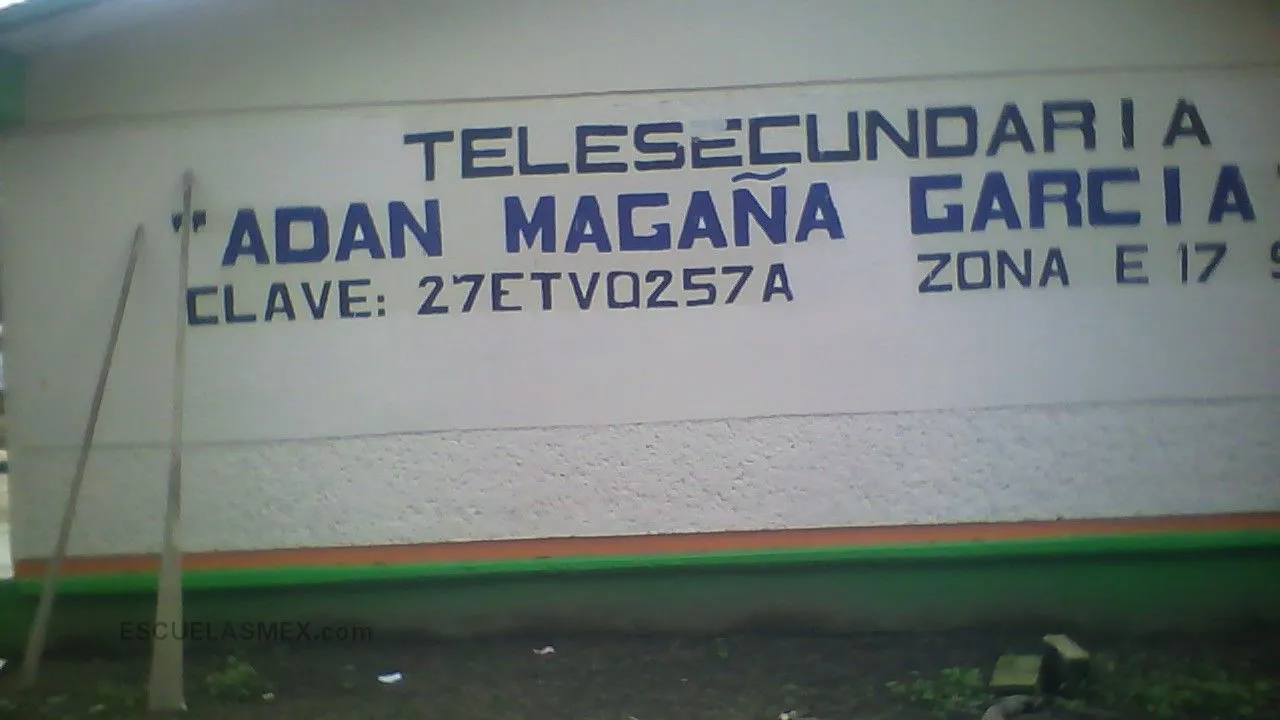 TELESECUNDARIA
"ADAN MAGAÑA GARCIA"
CLAVE: 27ETV0257A ZONA E 17
ESCUELASMEX.com